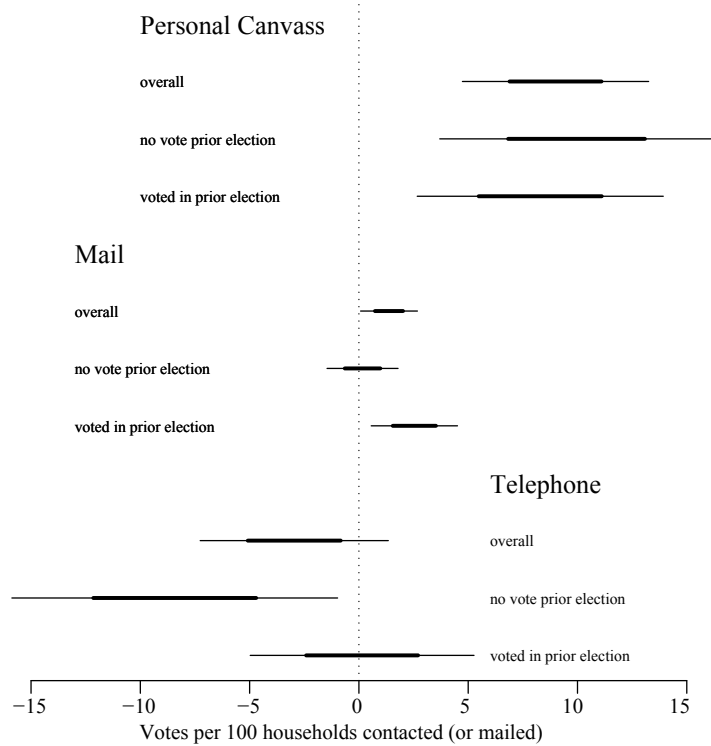 Personal Canvass
overall
no vote prior election
voted in prior election
Mail
overall
no vote prior election
voted in prior election
Telephone
overall
no vote prior election
voted in prior election
−15 −10 −5 0 5 10 15
Votes per 100 households contacted (or mailed)